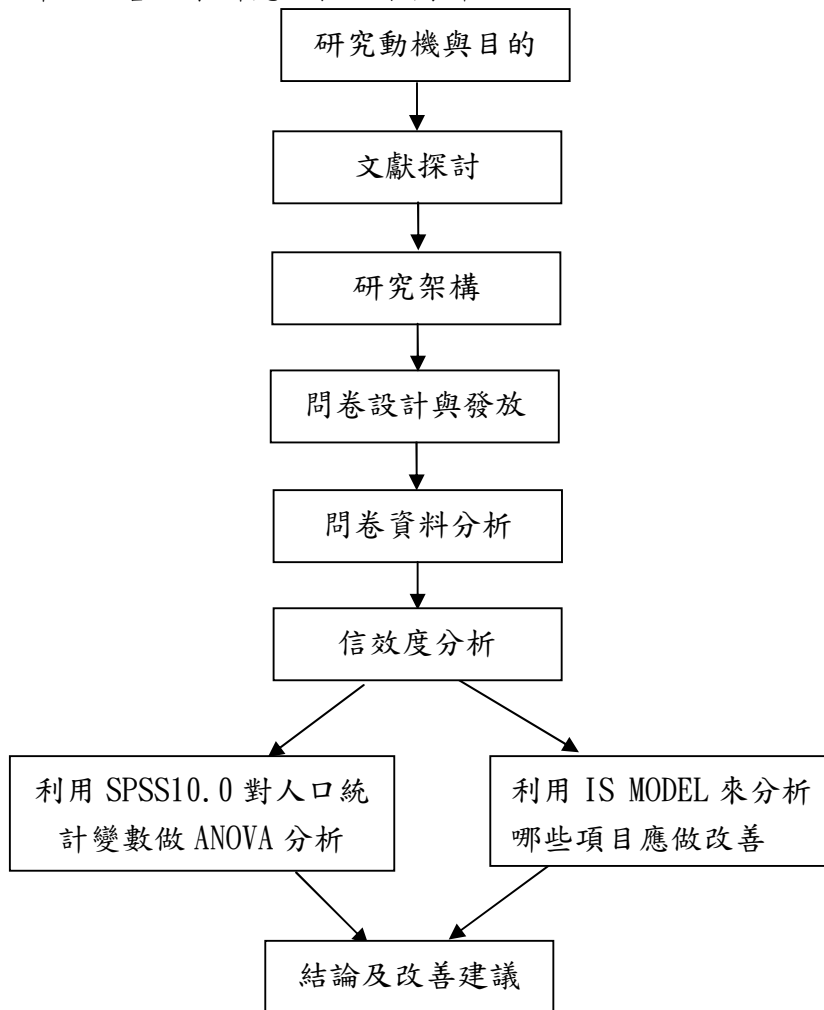 研究動機與目的
文獻探討
研究架構
問卷設計與發放
問卷資料分析
信效度分析
利用 SPSS10.0 對人口統
計變數做 ANOVA 分析
利用 IS MODEL 來分析
哪些項目應做改善
結論及改善建議